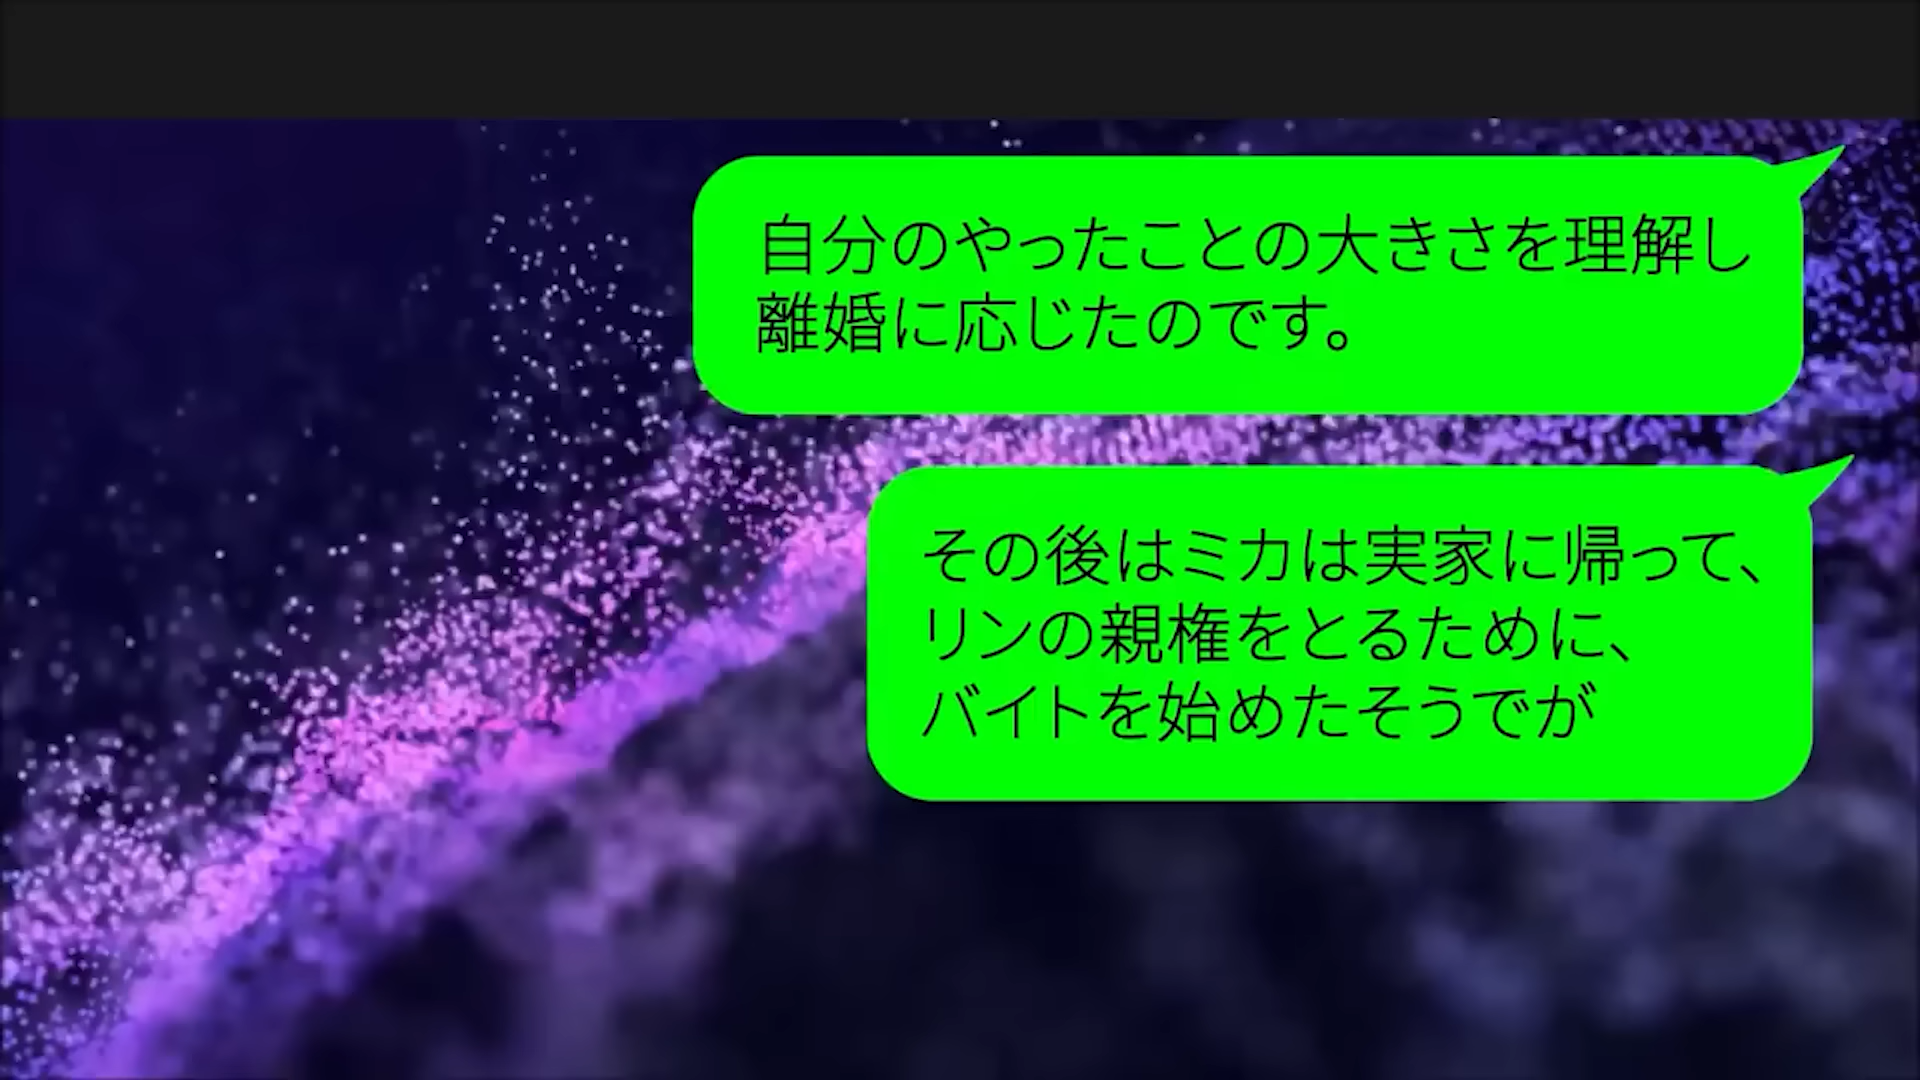 自分のやったことの大きさを理解し
離婚に応じたのです。
その後はミカは実家に帰って、
リンの親権をとるために、
バイトを始めたそうでが